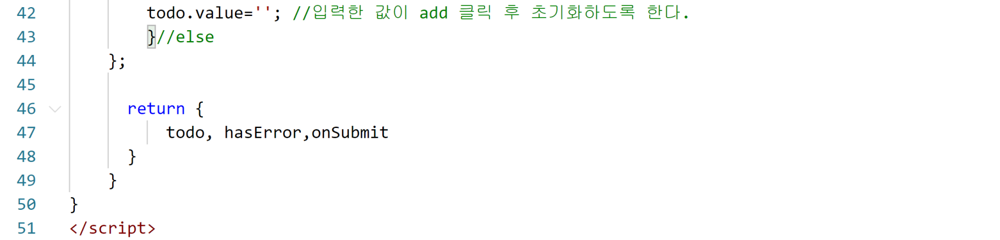 42 todo.value=''; //입력한 값이 add 클릭 후 초기화하도록 한다.
43 }//else
44 };
45
46 return {
47 todo, hasError,onSubmit
48 }
49 }
50 }
51 </script>